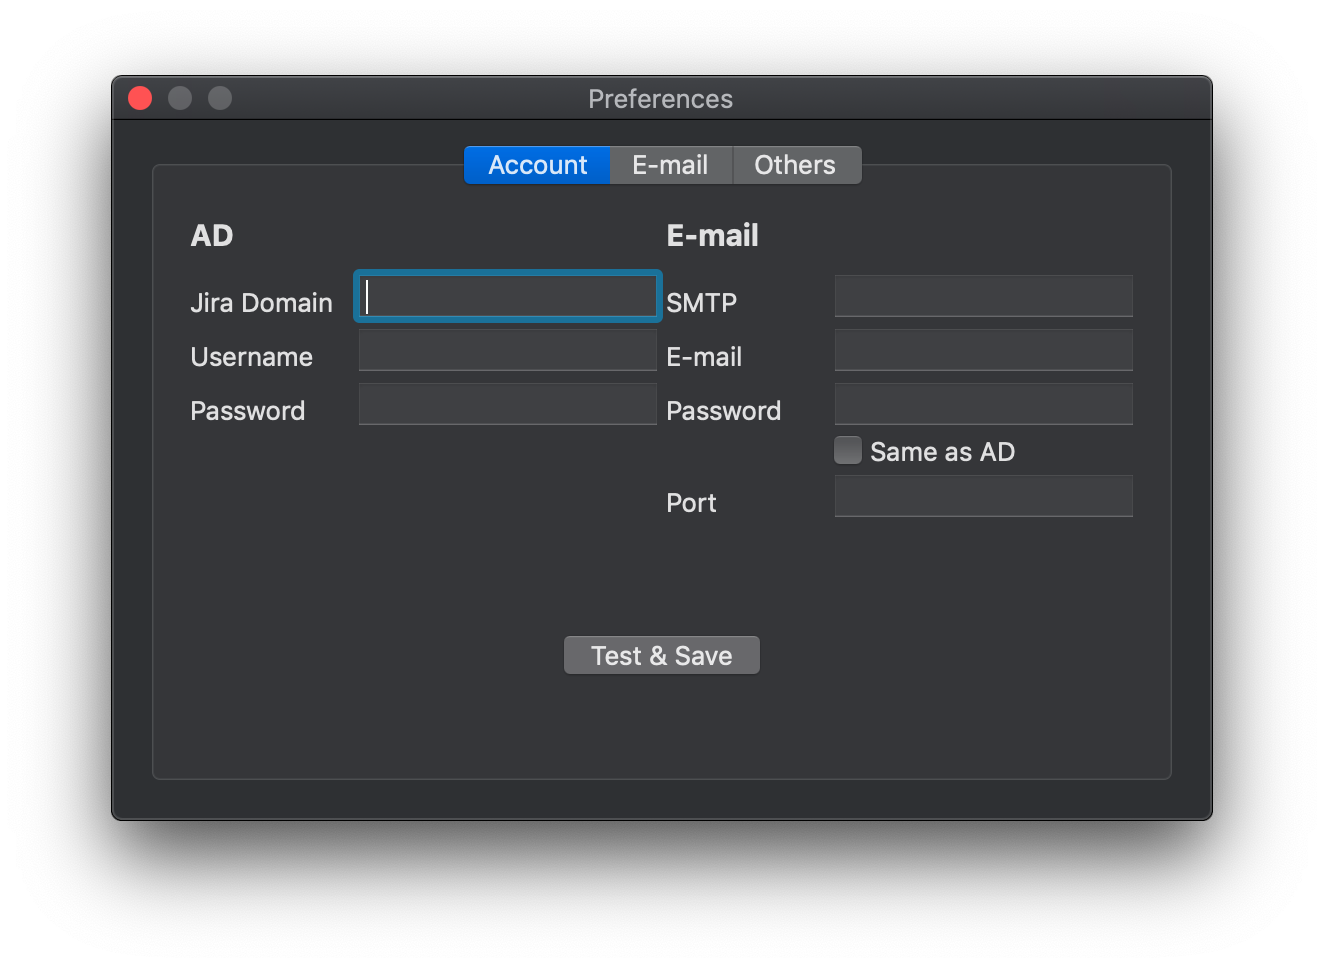 Preferences
Account E-mail Others
AD
Jira Domain
Username
Password
E-mail
SMTP
E-mail
Password
Same as AD
Port
Test & Save